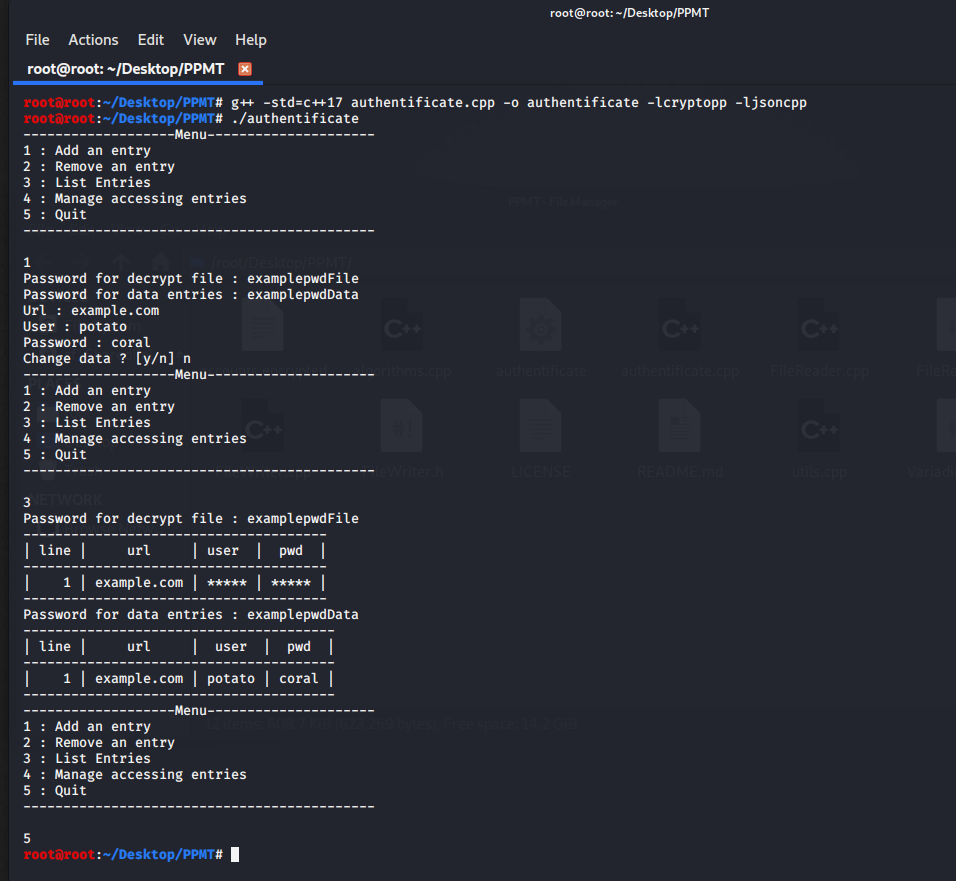 root@root: ~/Desktop/PPMT
File Actions Edit View Help
root@root: ~/Desktop/PPMT
root@root:~/Desktop/PPMT# g++ -std=c++17 authentificate.cpp -o authentificate -lcryptopp -ljsoncpp
root@root:~/Desktop/PPMT# ./authentificate
-------------------Menu--------------------
1 : Add an entry
2 : Remove an entry
3 : List Entries
4 : Manage accessing entries
5 : Quit
--------------------------------------------
1
Password for decrypt file : examplepwdFile
Password for data entries : examplepwdData
Url : example.com
User : potato
Password : coral
Change data ? [y/n] n
-------------------Menu--------------------
1 : Add an entry
2 : Remove an entry
3 : List Entries
4 : Manage accessing entries
5 : Quit
--------------------------------------------
3
Password for decrypt file : examplepwdFile
--------------------------------------
| line | url | user | pwd |
--------------------------------------
| 1 | example.com | ***** | ***** |
--------------------------------------
Password for data entries : examplepwdData
---------------------------------------
| line | url | user | pwd |
---------------------------------------
| 1 | example.com | potato | coral |
---------------------------------------
-------------------Menu--------------------
1 : Add an entry
2 : Remove an entry
3 : List Entries
4 : Manage accessing entries
5 : Quit
--------------------------------------------
5
root@root:~/Desktop/PPMT#